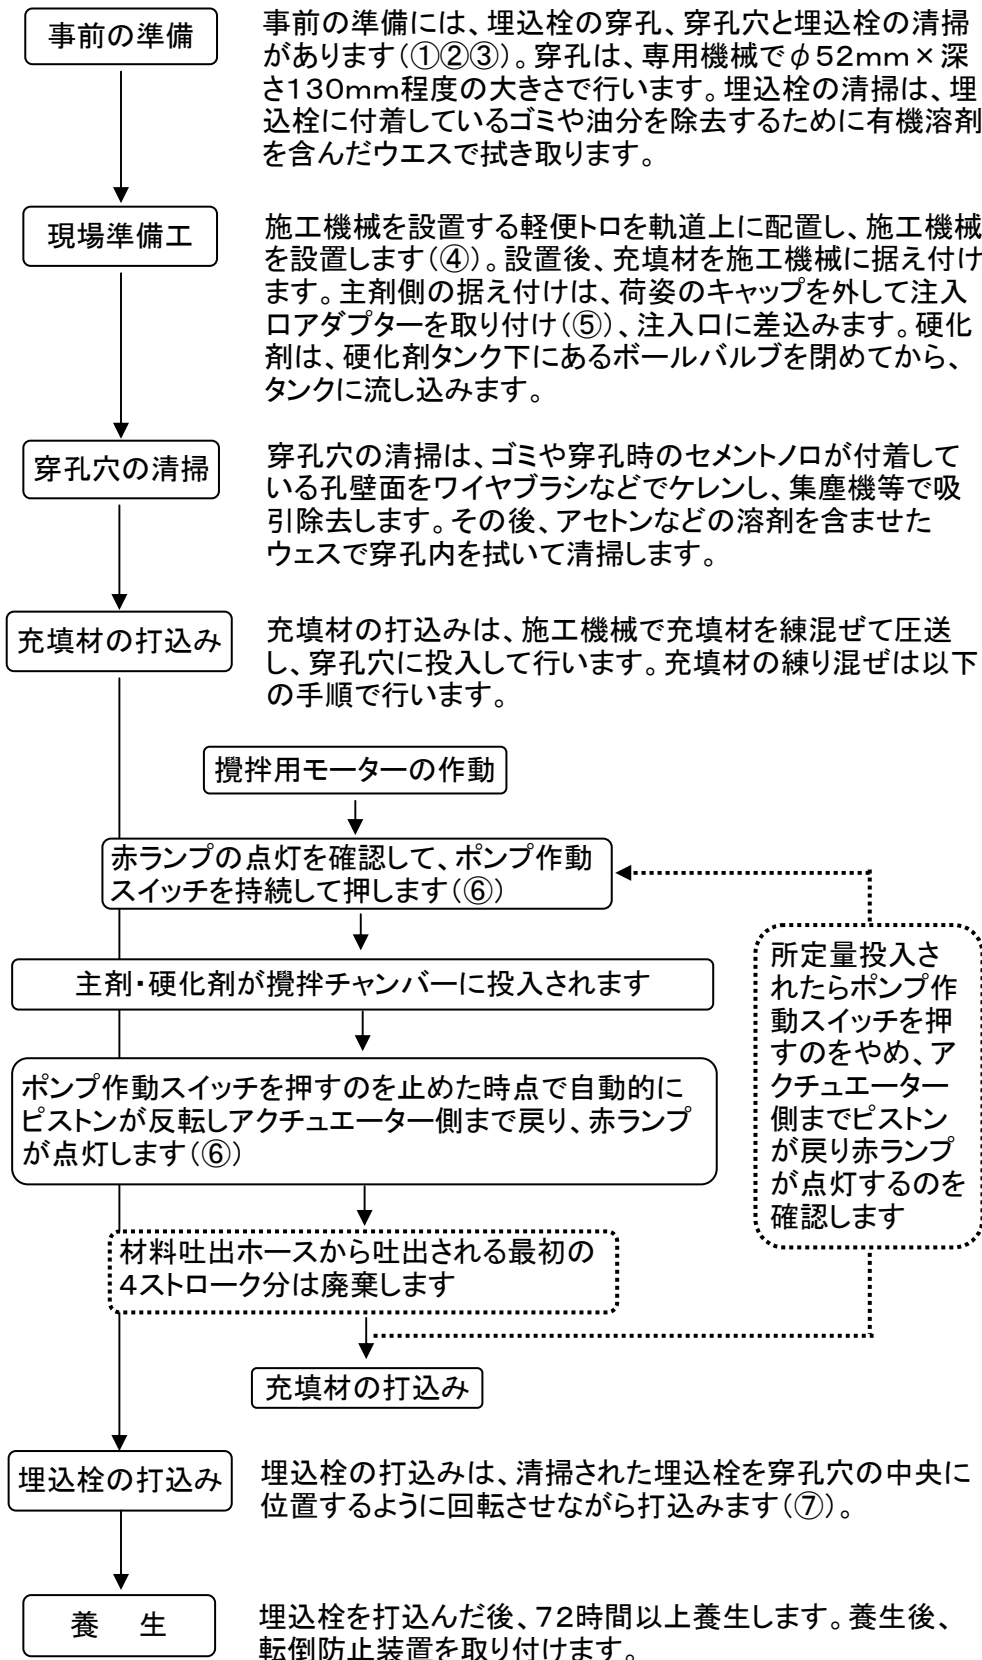 事前の準備
事前の準備には、埋込栓の穿孔、穿孔穴と埋込栓の清掃
があります(①②③)。穿孔は、専用機械でφ52mm×深
さ130mm程度の大きさで行います。埋込栓の清掃は、埋
込栓に付着しているゴミや油分を除去するために有機溶剤
を含んだウエスで拭き取ります。
現場準備工
施工機械を設置する軽便トロを軌道上に配置し、施工機械
を設置します(④)。設置後、充填材を施工機械に据え付け
ます。主剤側の据え付けは、荷姿のキャップを外して注入
口アダプターを取り付け(⑤)、注入口に差込みます。硬化
剤は、硬化剤タンク下にあるボールバルブを閉めてから、
タンクに流し込みます。
穿孔穴の清掃
穿孔穴の清掃は、ゴミや穿孔時のセメントノロが付着して
いる孔壁面をワイヤブラシなどでケレンし、集塵機等で吸
引除去します。その後、アセトンなどの溶剤を含ませた
ウェスで穿孔内を拭いて清掃します。
充填材の打込み
充填材の打込みは、施工機械で充填材を練混ぜて圧送
し、穿孔穴に投入して行います。充填材の練り混ぜは以下
の手順で行います。
攪拌用モーターの作動
赤ランプの点灯を確認して、ポンプ作動
スイッチを持続して押します(⑥)
主剤・硬化剤が攪拌チャンバーに投入されます
ポンプ作動スイッチを押すのを止めた時点で自動的に
ピストンが反転しアクチュエーター側まで戻り、赤ランプ
が点灯します(⑥)
所定量投入さ
れたらポンプ作
動スイッチを押
すのをやめ、ア
クチュエーター
側までピストン
が戻り赤ランプ
が点灯するのを
確認します
材料吐出ホースから吐出される最初の
4ストローク分は廃棄します
充填材の打込み
埋込栓の打込み
埋込栓の打込みは、清掃された埋込栓を穿孔穴の中央に
位置するように回転させながら打込みます(⑦)。
養 生
埋込栓を打込んだ後、72時間以上養生します。養生後、
転倒防止装置を取り付けます。